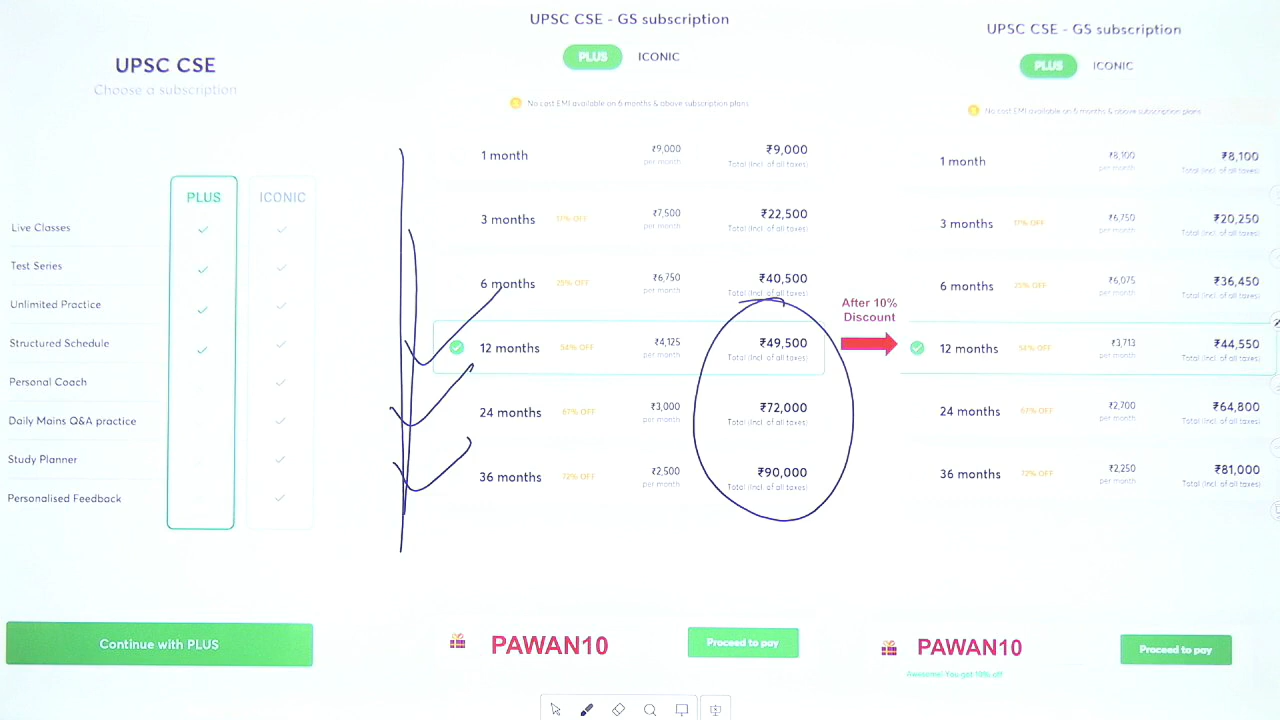 UPSC CSE
Choose a subscription
PLUS ICONIC
Live Classes
Test Series
Unlimited Practice
Structured Schedule
Personal Coach
Daily Mains Q&A practice
Study Planner
Personalised Feedback
Continue with PLUS
UPSC CSE - GS subscription
PLUS ICONIC
No cost EMI available on 6 months & above subscription plans
1 month ₹9,000 ₹9,000
per month Total (Incl. of all taxes)
3 months 17% OFF ₹7,500 ₹22,500
per month Total (Incl. of all taxes)
6 months 25% OFF ₹6,750 ₹40,500
per month Total (Incl. of all taxes)
12 months 54% OFF ₹4,125 ₹49,500
per month Total (Incl. of all taxes)
24 months 67% OFF ₹3,000 ₹72,000
per month Total (Incl. of all taxes)
36 months 72% OFF ₹2,500 ₹90,000
per month Total (Incl. of all taxes)
PAWAN10 Proceed to pay
After 10%
Discount
UPSC CSE - GS subscription
PLUS ICONIC
No cost EMI available on 6 months & above subscription plans
1 month ₹8,100 ₹8,100
per month Total (Incl. of all taxes)
3 months 17% OFF ₹6,750 ₹20,250
per month Total (Incl. of all taxes)
6 months 25% OFF ₹6,075 ₹36,450
per month Total (Incl. of all taxes)
12 months 54% OFF ₹3,713 ₹44,550
per month Total (Incl. of all taxes)
24 months 67% OFF ₹2,700 ₹64,800
per month Total (Incl. of all taxes)
36 months 72% OFF ₹2,250 ₹81,000
per month Total (Incl. of all taxes)
PAWAN10 Proceed to pay
Awesome! You got 10% off